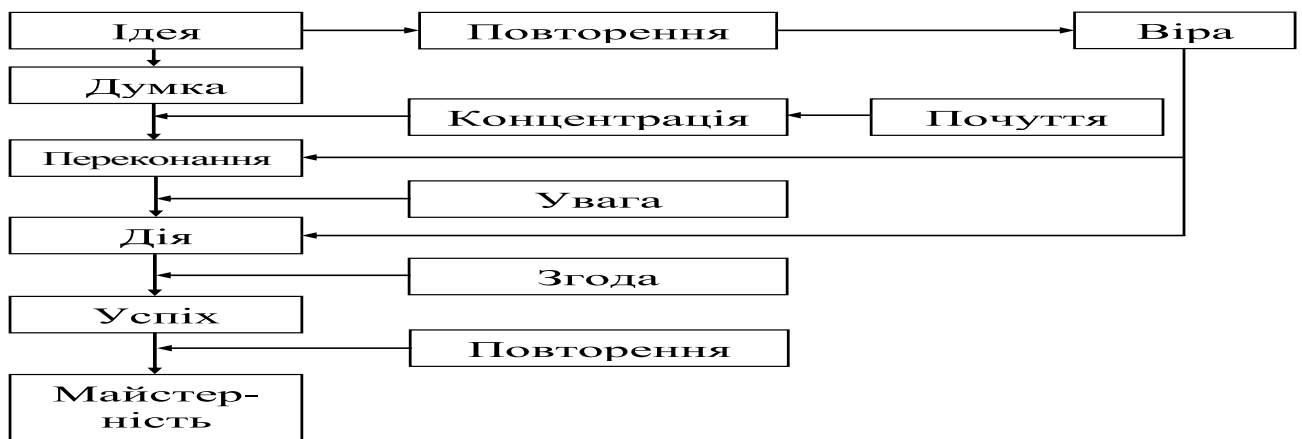 Ідея
Повторення
Віра
Думка
Концентрація
Почуття
Переконання
Увага
Дія
Згода
Успіх
Повторення
Майстер-
ність